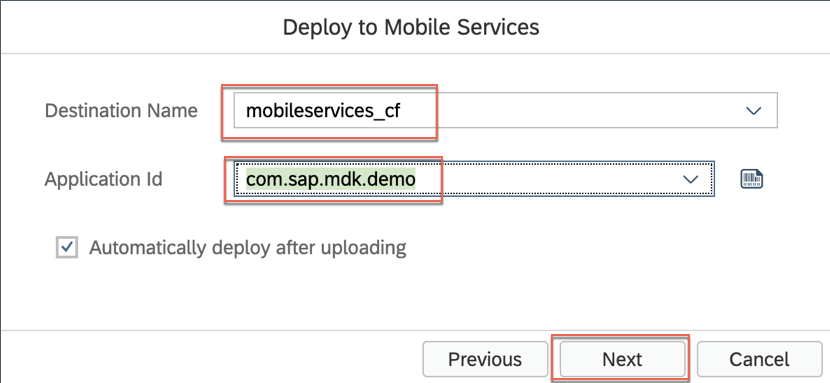 Deploy to Mobile Services
Destination Name mobileservices_cf
Application Id com.sap.mdk.demo
Automatically deploy after uploading
Previous Next Cancel